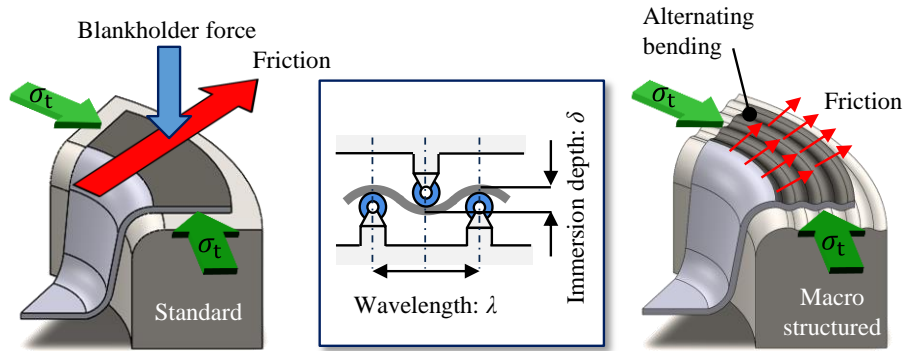 Blankholder force
Friction
σt
σt
Standard
Immersion depth: δ
Wavelength: λ
Alternating
bending
Friction
σt
σt
Macro
structured